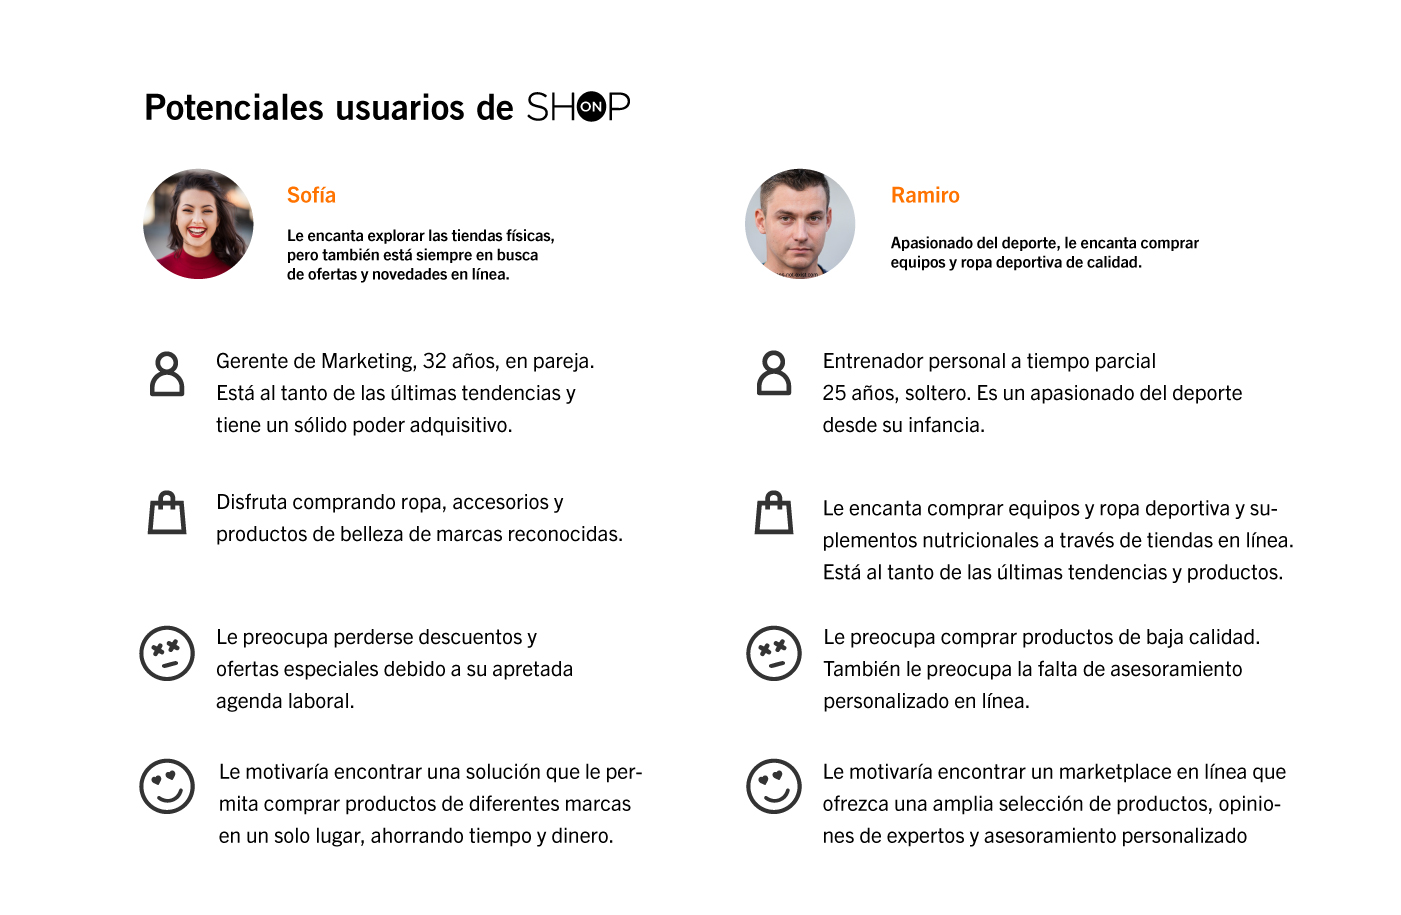 Potenciales usuarios de SHONP
Sofía
Le encanta explorar las tiendas físicas,
pero también está siempre en busca
de ofertas y novedades en línea.
Gerente de Marketing, 32 años, en pareja.
Está al tanto de las últimas tendencias y
tiene un sólido poder adquisitivo.
Disfruta comprando ropa, accesorios y
productos de belleza de marcas reconocidas.
Le preocupa perderse descuentos y
ofertas especiales debido a su apretada
agenda laboral.
Le motivaría encontrar una solución que le per-
mita comprar productos de diferentes marcas
en un solo lugar, ahorrando tiempo y dinero.
Ramiro
Apasionado del deporte, le encanta comprar
equipos y ropa deportiva de calidad.
Entrenador personal a tiempo parcial
25 años, soltero. Es un apasionado del deporte
desde su infancia.
Le encanta comprar equipos y ropa deportiva y su-
plementos nutricionales a través de tiendas en línea.
Está al tanto de las últimas tendencias y productos.
Le preocupa comprar productos de baja calidad.
También le preocupa la falta de asesoramiento
personalizado en línea.
Le motivaría encontrar un marketplace en línea que
ofrezca una amplia selección de productos, opinio-
nes de expertos y asesoramiento personalizado